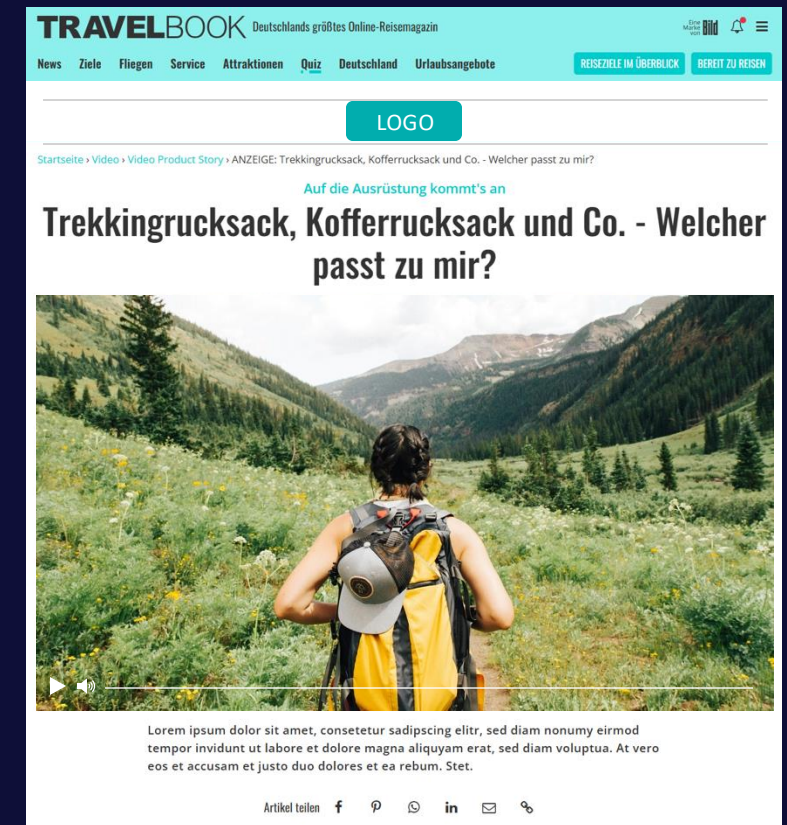 TRAVELBOOK Deutschlands größtes Online-Reisemagazin
Eine Marke von Bild
News Ziele Fliegen Service Attraktionen Quiz Deutschland Urlaubsangebote REISEZIELE IM ÜBERBLICK BEREIT ZU REISEN
LOGO
Startseite › Video › Video Product Story › ANZEIGE: Trekkingrucksack, Kofferrucksack und Co. - Welcher passt zu mir?
Auf die Ausrüstung kommt's an
Trekkingrucksack, Kofferrucksack und Co. - Welcher
passt zu mir?
Lorem ipsum dolor sit amet, consetetur sadipscing elitr, sed diam nonumy eirmod
tempor invidunt ut labore et dolore magna aliquyam erat, sed diam voluptua. At vero
eos et accusam et justo duo dolores et ea rebum. Stet.
Artikel teilen